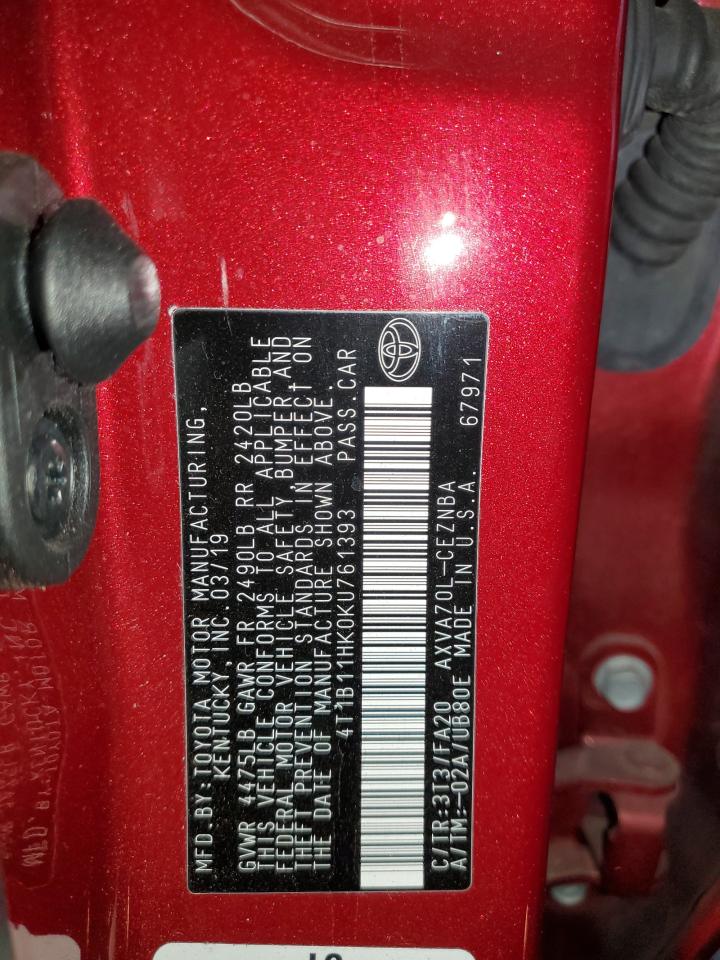 MFD.BY:TOYOTA MOTOR MANUFACTURING,
KENTUCKY, INC.03/19
GVWR 4475LB GAWR FR 2490LB RR 2420LB
THIS VEHICLE CONFORMS TO ALL APPLICABLE
FEDERAL MOTOR VEHICLE SAFETY, BUMPER,AND
THEFT PREVENTION STANDARDS IN EFFECT ON
THE DATE OF MANUFACTURE SHOWN ABOVE.
4T1B11HK0KU761393 PASS.CAR
C/TR:3T3/FA20 AXVA70L-CEZNBA
A/TM:-02A/UB80E MADE IN U.S.A. 67971